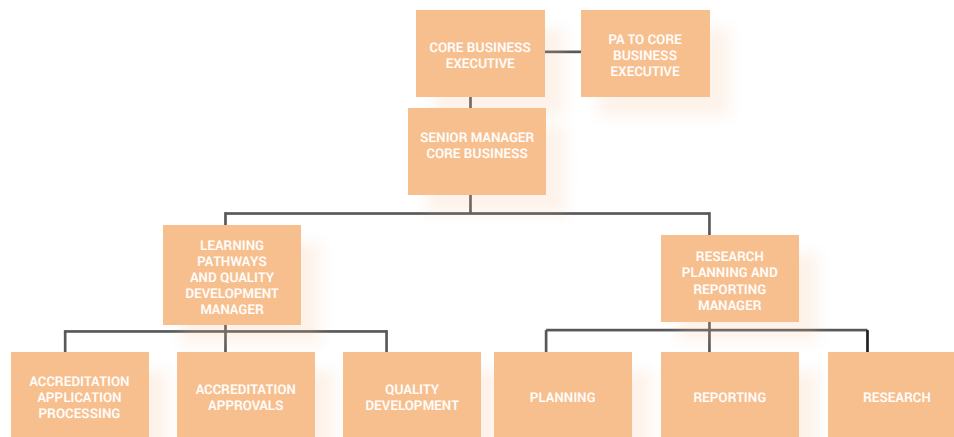 CORE BUSINESS
EXECUTIVE
PA TO CORE
BUSINESS
EXECUTIVE
SENIOR MANAGER
CORE BUSINESS
LEARNING
PATHWAYS
AND QUALITY
DEVELOPMENT
MANAGER
RESEARCH
PLANNING AND
REPORTING
MANAGER
ACCREDITATION
APPLICATION
PROCESSING
ACCREDITATION
APPROVALS
QUALITY
DEVELOPMENT
PLANNING
REPORTING
RESEARCH